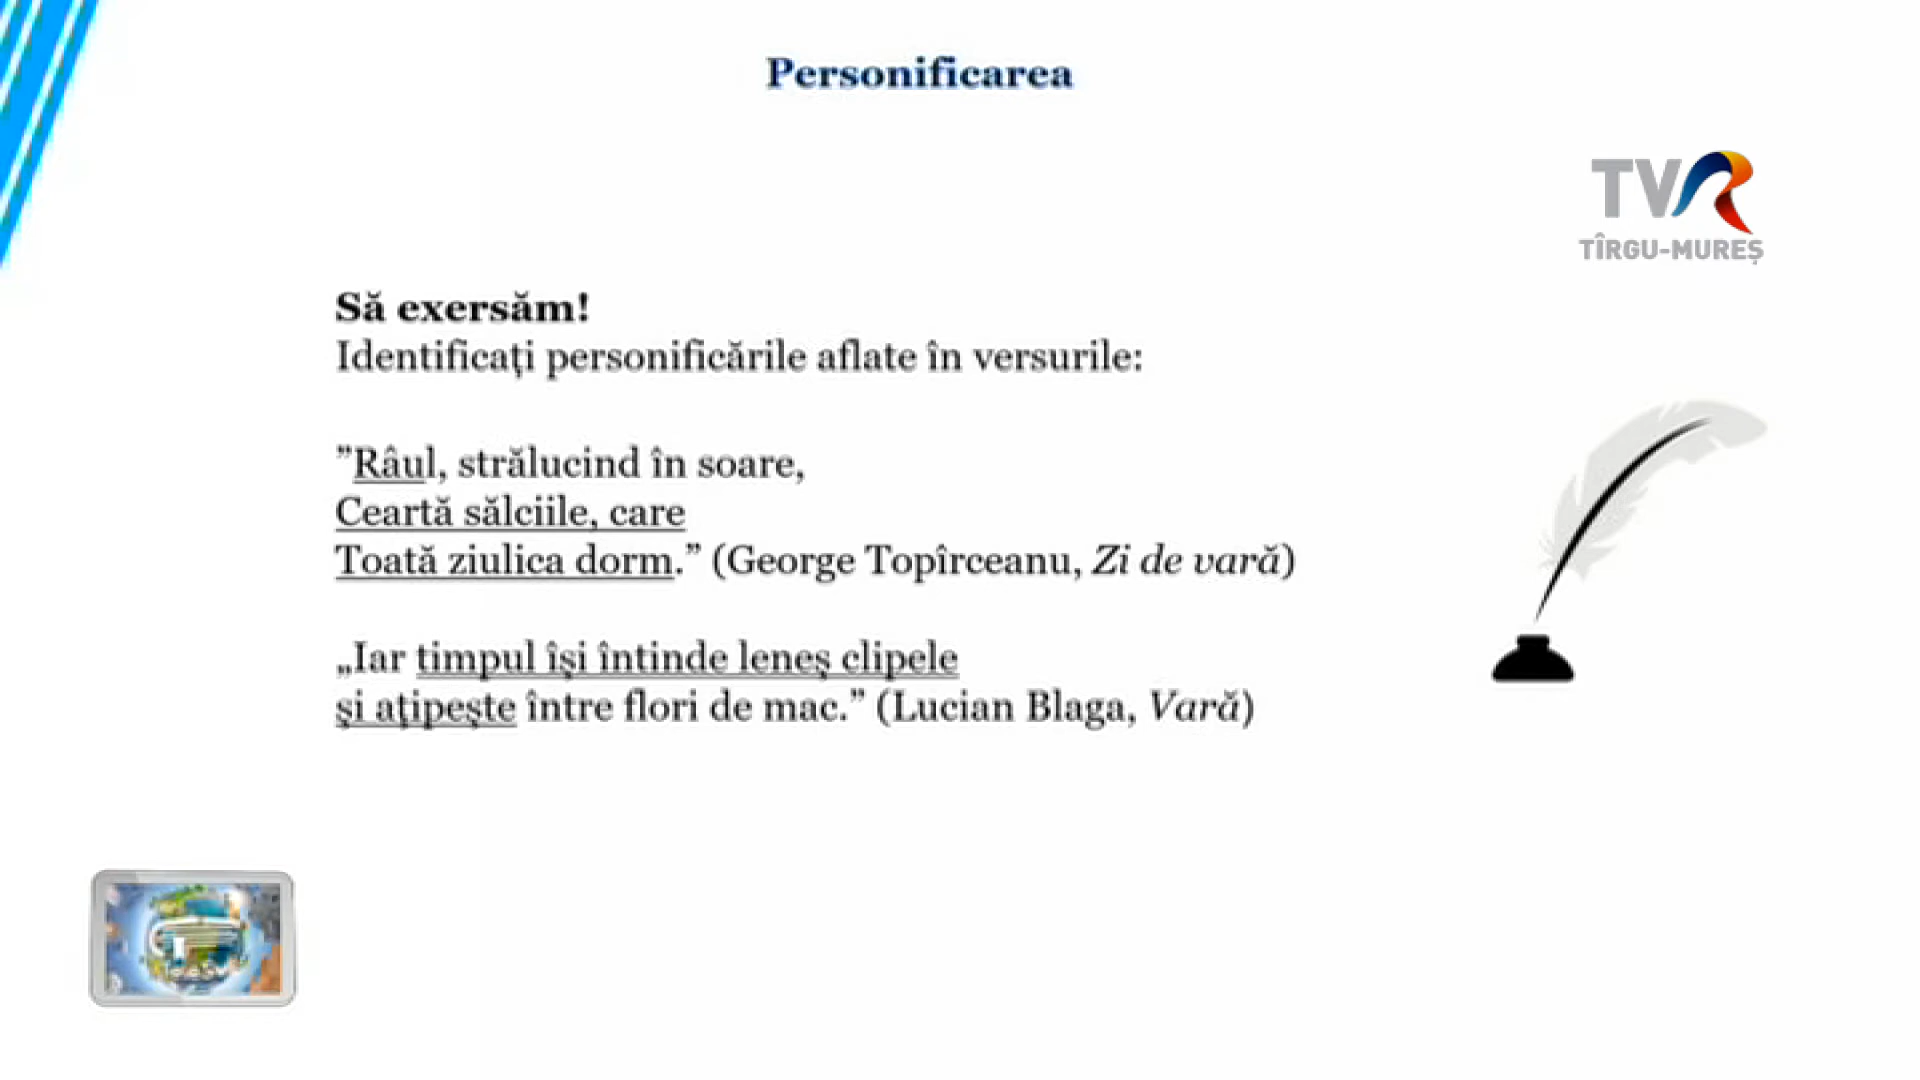 Personificarea
TVR
TÎRGU-MUREȘ
Să exersăm!
Identificați personificările aflate în versurile:
”Râul, strălucind în soare,
Ceartă sălciile, care
Toată ziulica dorm.” (George Topîrceanu, Zi de vară)
„Iar timpul își întinde leneș clipele
și ațipește între flori de mac.” (Lucian Blaga, Vară)